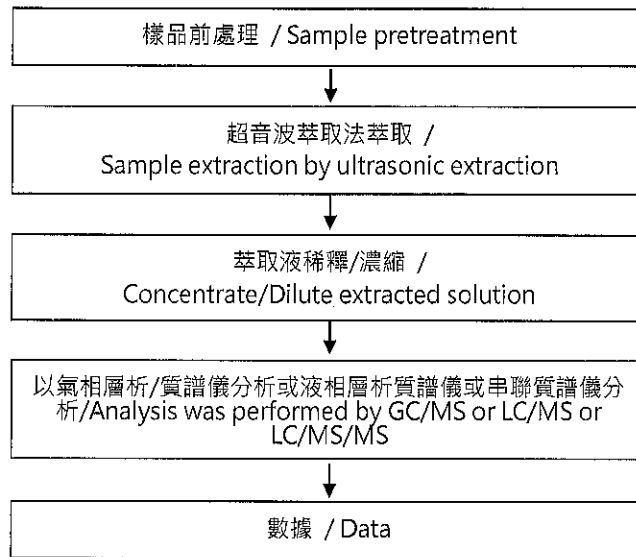 樣品前處理 / Sample pretreatment
超音波萃取法萃取 /
Sample extraction by ultrasonic extraction
萃取液稀釋/濃縮 /
Concentrate/Dilute extracted solution
以氣相層析/質譜儀分析或液相層析質譜儀或串聯質譜儀分
析/Analysis was performed by GC/MS or LC/MS or
LC/MS/MS
數據 / Data